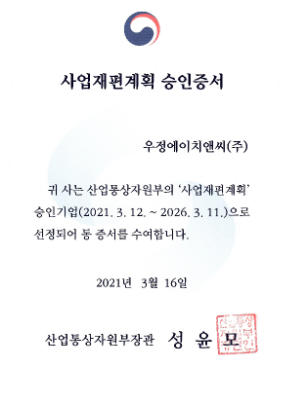 사업재편계획 승인증서
우정에이치앤씨(주)
귀 사는 산업통상자원부의 '사업재편계획'
승인기업(2021. 3. 12. ~ 2026. 3. 11.)으로
선정되어 동 증서를 수여합니다.
2021년 3월 16일
산업통상자원부장관 성 윤 모